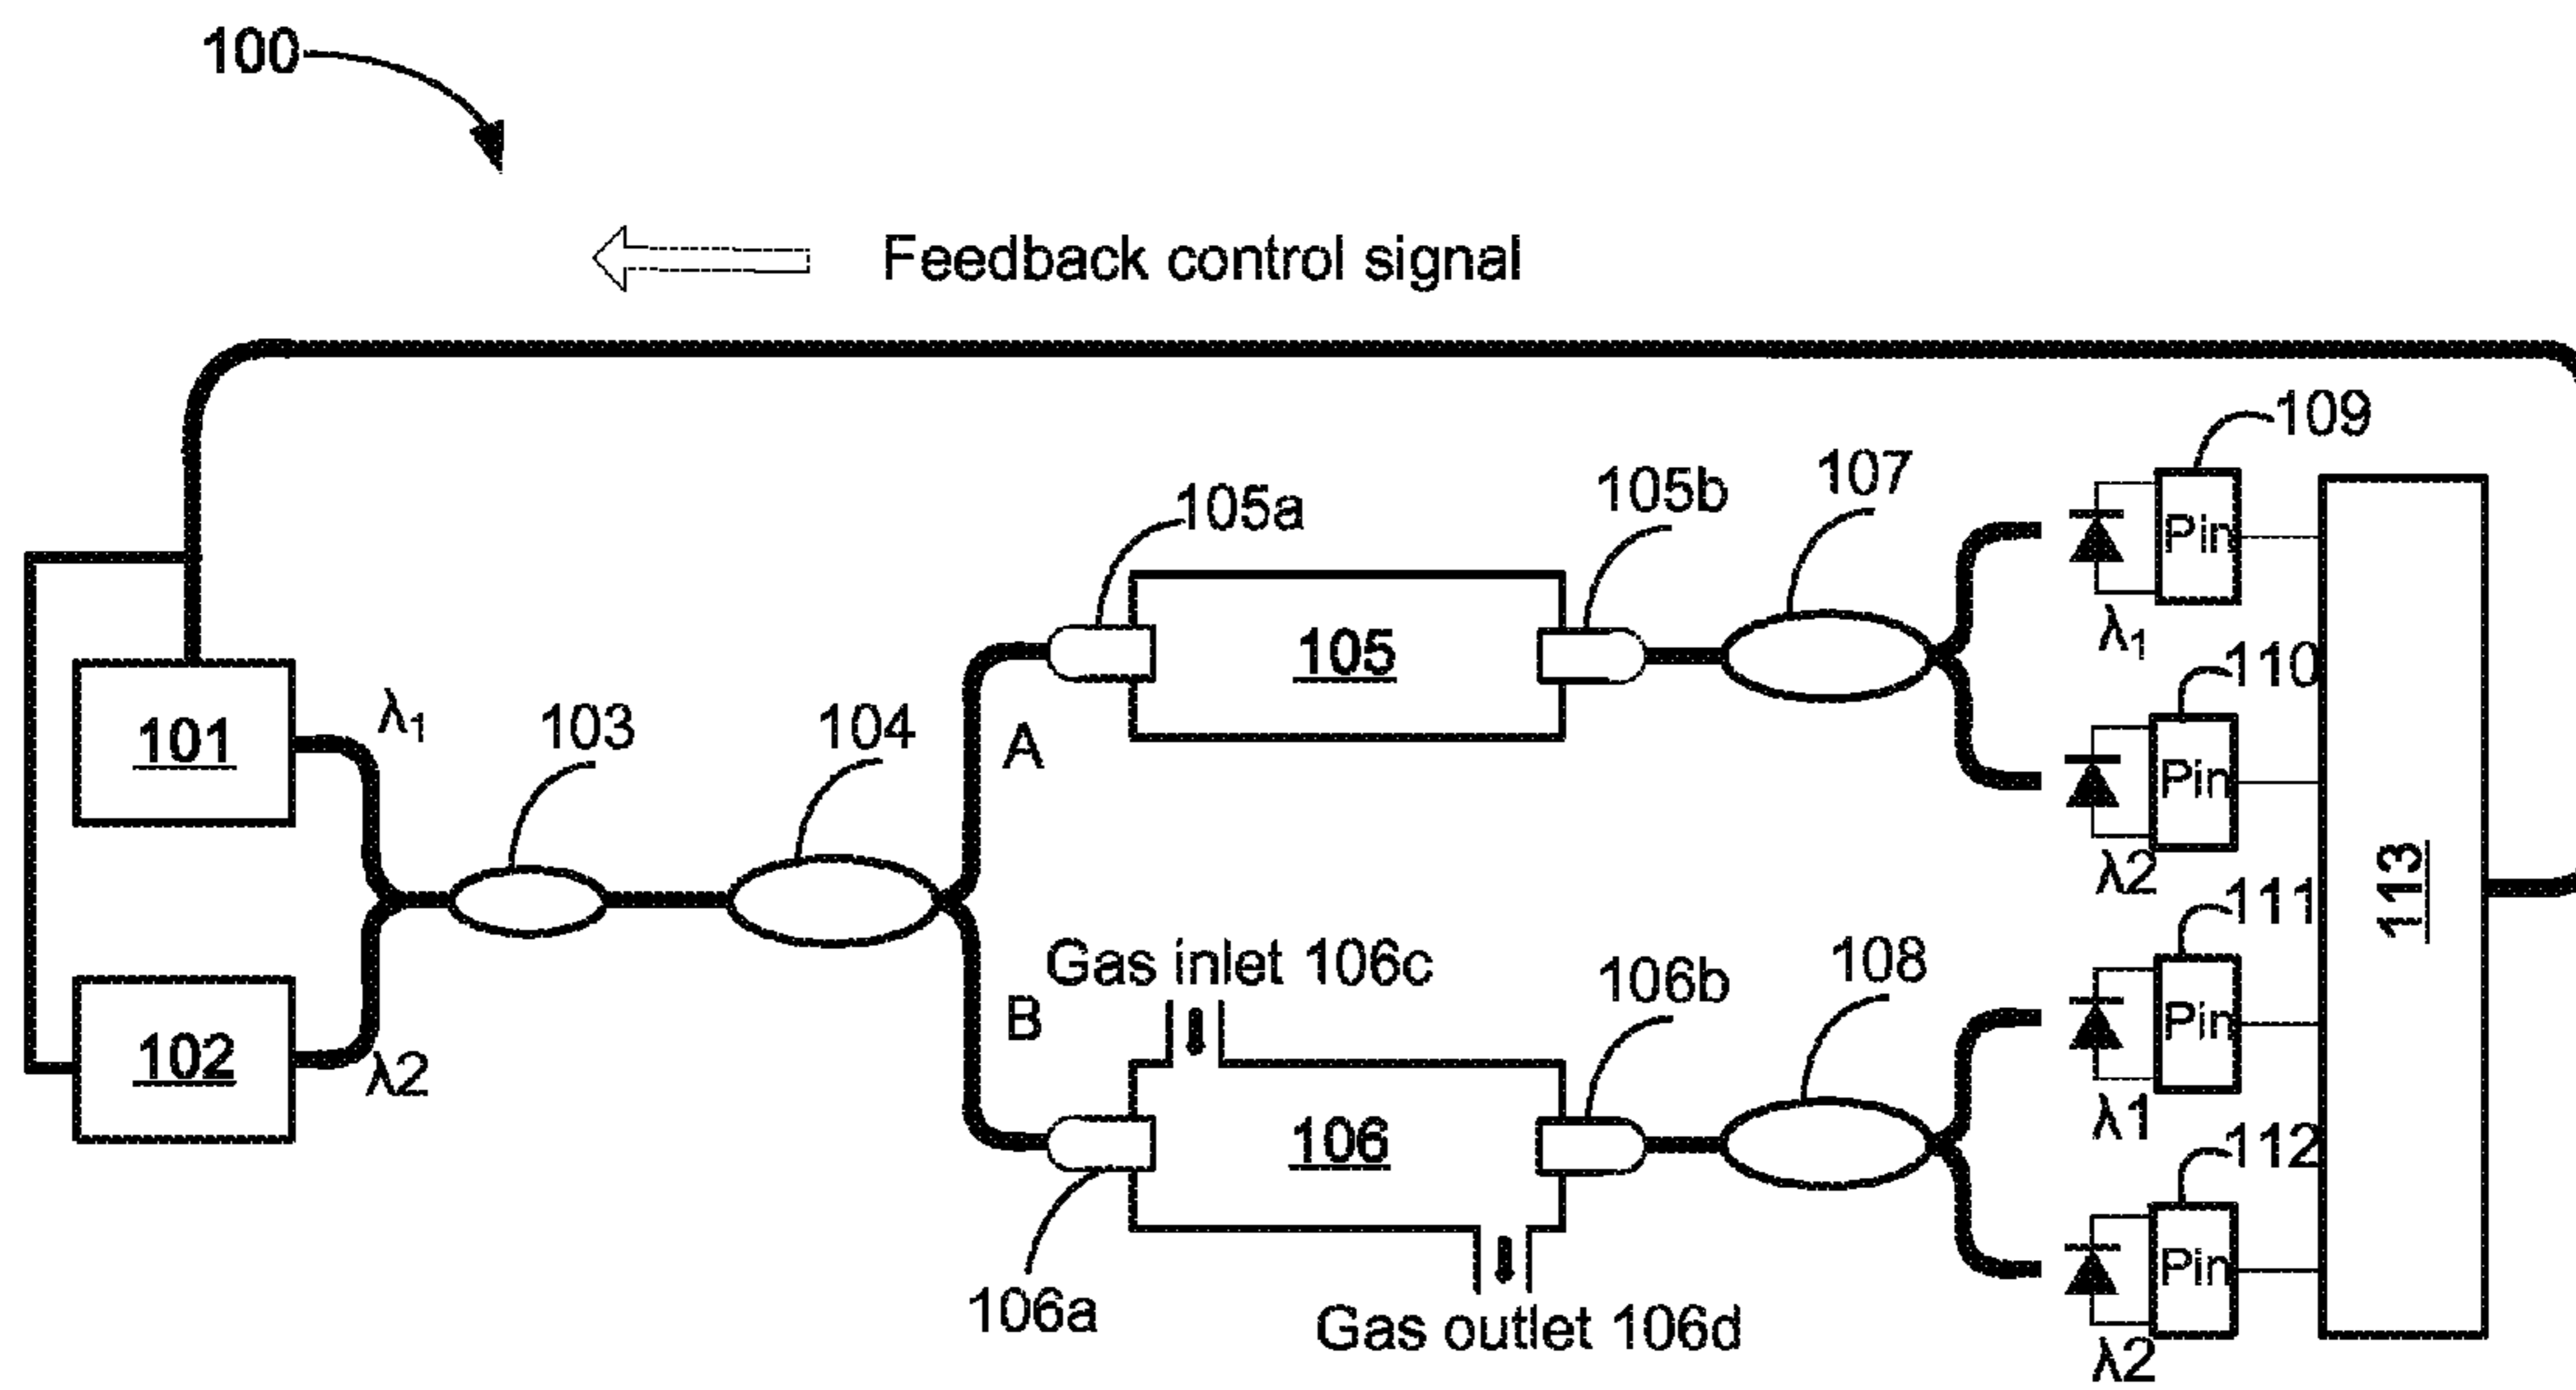 100
Feedback control signal
109
105a
105b
107
Pin
λ₁
110
101
λ₁
103
104
A
105
Pin
λ2
113
111
Gas inlet 106c
106b
108
B
Pin
λ1
102
λ2
106
112
106a
Gas outlet 106d
Pin
λ2